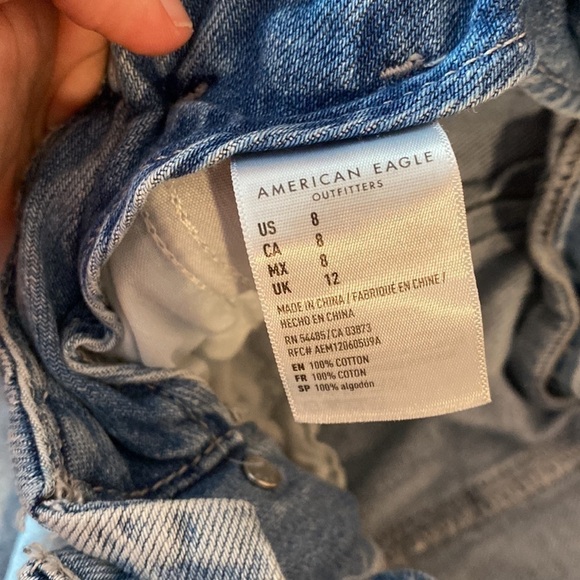 AMERICAN EAGLE
OUTFITTERS
US 8
CA 8
MX 8
UK 12
MADE IN CHINA / FABRIQUÉ EN CHINE /
HECHO EN CHINA
RN 54485/CA 03873
RFC# AEM120605U9A
EN 100% COTTON
FR 100% COTON
SP 100% algodón